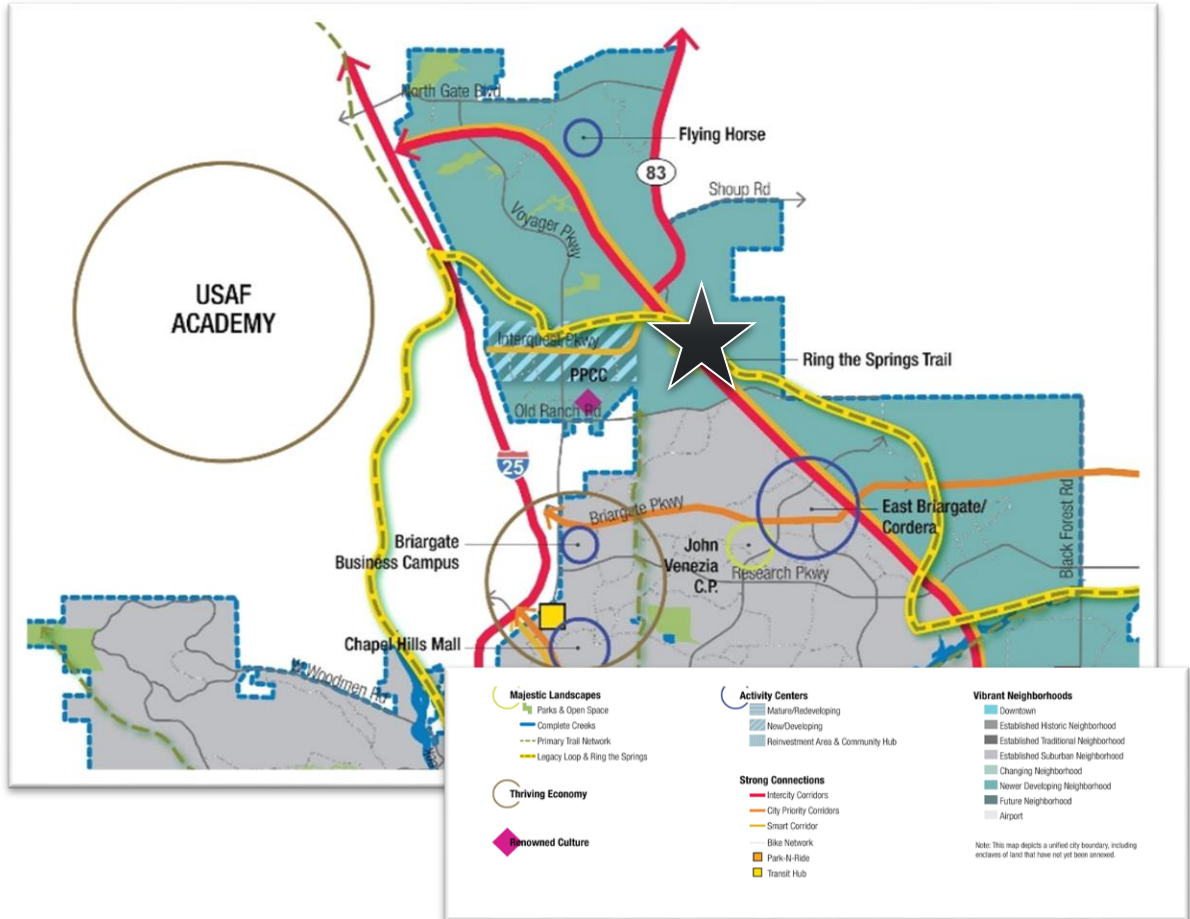 North Gate Blvd
Flying Horse
83
Shoup Rd
Voyager Pkwy
USAF
ACADEMY
Interquest Pkwy
Ring the Springs Trail
PPCC
Old Ranch Rd
25
Briargate Pkwy
East Briargate/
Cordera
Black Forest Rd
Briargate
Business Campus
John
Venezia
C.P.
Research Pkwy
Chapel Hills Mall
W Woodmen Rd
Majestic Landscapes
Parks & Open Space
Complete Creeks
Primary Trail Network
Legacy Loop & Ring the Springs
Thriving Economy
Renowned Culture
Activity Centers
Mature/Redeveloping
New/Developing
Reinvestment Area & Community Hub
Strong Connections
Intercity Corridors
City Priority Corridors
Smart Corridor
Bike Network
Park-N-Ride
Transit Hub
Vibrant Neighborhoods
Downtown
Established Historic Neighborhood
Established Traditional Neighborhood
Established Suburban Neighborhood
Changing Neighborhood
Newer Developing Neighborhood
Future Neighborhood
Airport
Note: This map depicts a unified city boundary, including
enclaves of land that have not yet been annexed.